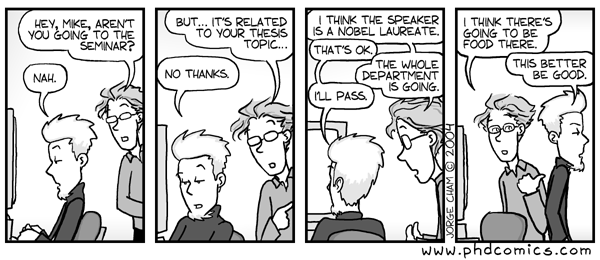 HEY, MIKE, AREN'T
YOU GOING TO THE
SEMINAR?
NAH.
BUT... IT'S RELATED
TO YOUR THESIS
TOPIC...
NO THANKS.
I THINK THE SPEAKER
IS A NOBEL LAUREATE.
THAT'S OK.
THE WHOLE
DEPARTMENT
IS GOING.
I'LL PASS.
JORGE CHAM © 2004
I THINK THERE'S
GOING TO BE
FOOD THERE.
THIS BETTER
BE GOOD.
www.phdcomics.com